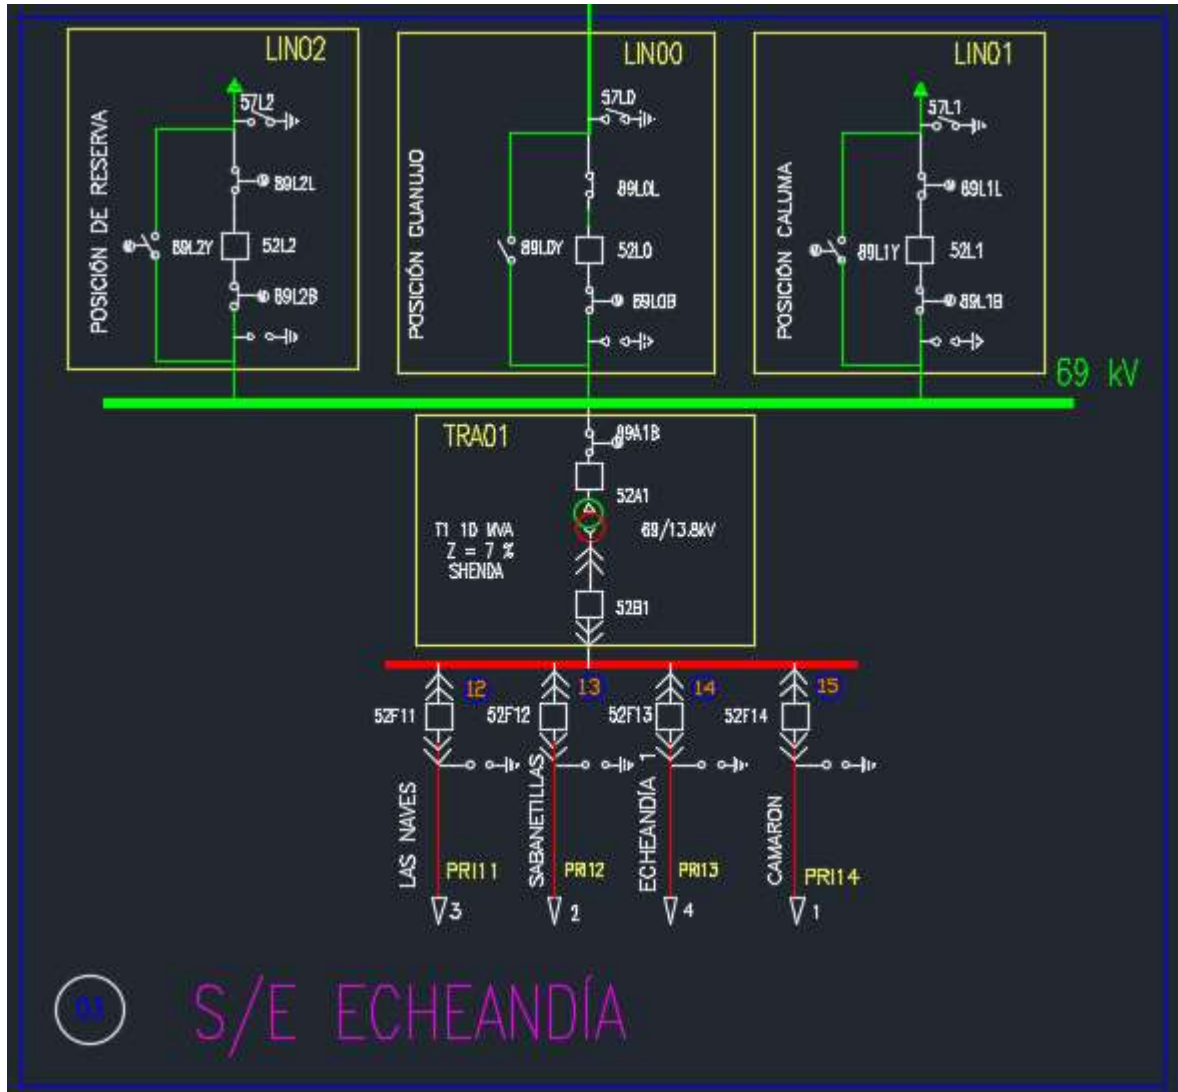 LIN02
57L2
POSICIÓN DE RESERVA
89L2L
89L2Y
52L2
89L2B
LIN00
57L0
POSICIÓN GUANUJO
89L0L
89L0Y
52L0
89L0B
LIN01
57L1
POSICIÓN CALUMA
89L1L
89L1Y
52L1
89L1B
69 kV
TRA01
89A1B
52A1
T1 10 MVA
Z = 7 %
SHENDA
69/13.8kV
52B1
12
13
14
15
52F11
52F12
52F13
52F14
LAS NAVES
SABANETILLAS
ECHEANDÍA 1
CAMARON
PRI11
PRI12
PRI13
PRI14
3
2
4
1
03
S/E ECHEANDÍA